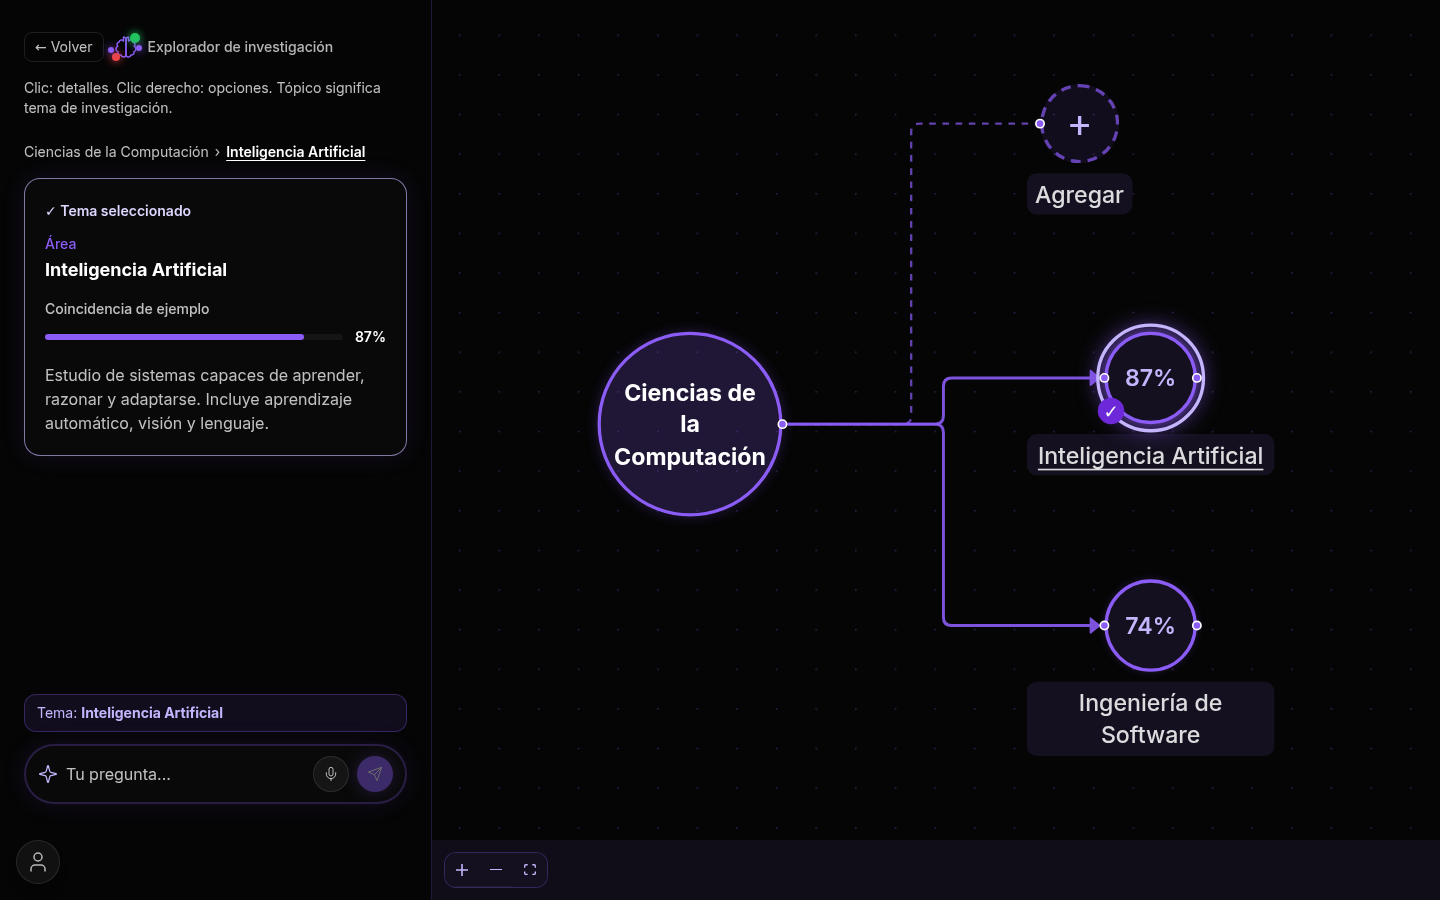 ← Volver
Explorador de investigación
Clic: detalles. Clic derecho: opciones. Tópico significa
tema de investigación.
Ciencias de la Computación › Inteligencia Artificial
✓ Tema seleccionado
Área
Inteligencia Artificial
Coincidencia de ejemplo
87%
Estudio de sistemas capaces de aprender,
razonar y adaptarse. Incluye aprendizaje
automático, visión y lenguaje.
Tema: Inteligencia Artificial
Tu pregunta...
+
Agregar
Ciencias de
la
Computación
87%
✓
Inteligencia Artificial
74%
Ingeniería de
Software